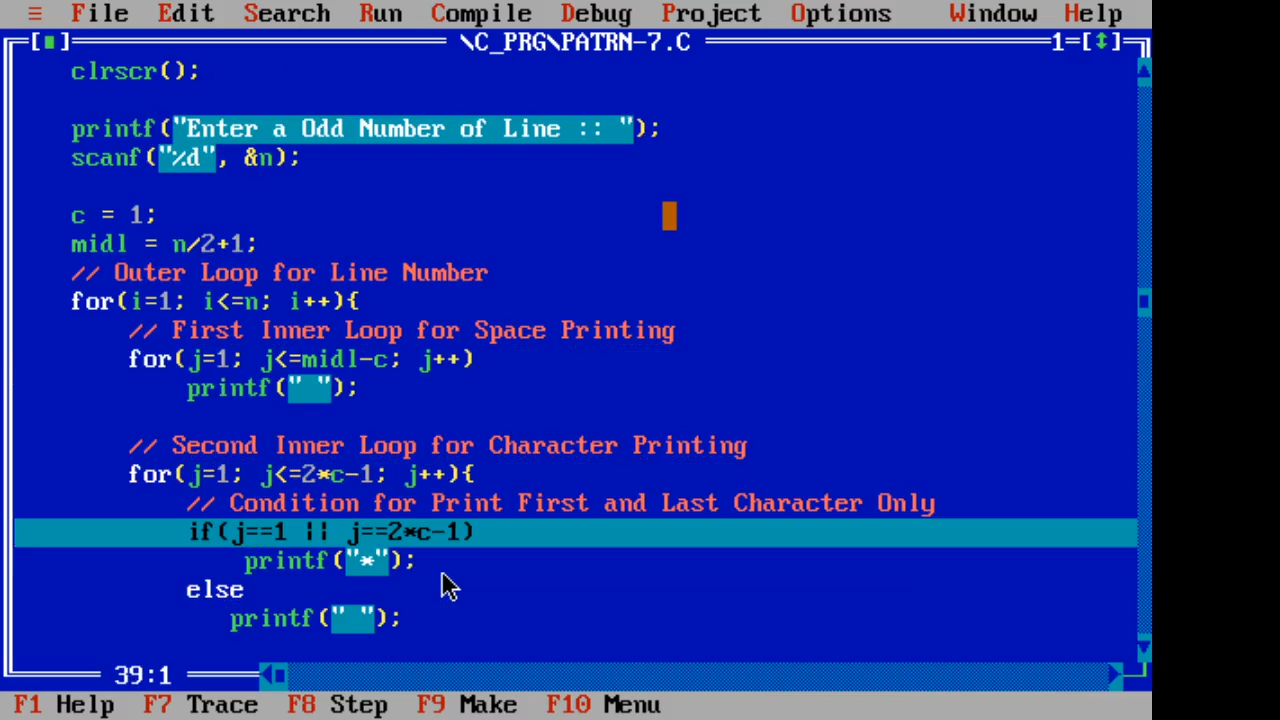 ≡ File Edit Search Run Compile Debug Project Options Window Help
[■] \C_PRG\PATRN-7.C 1=[↕]
clrscr();
printf("Enter a Odd Number of Line :: ");
scanf("%d", &n);
c = 1;
midl = n/2+1;
// Outer Loop for Line Number
for(i=1; i<=n; i++){
// First Inner Loop for Space Printing
for(j=1; j<=midl-c; j++)
printf(" ");
// Second Inner Loop for Character Printing
for(j=1; j<=2*c-1; j++){
// Condition for Print First and Last Character Only
if(j==1 || j==2*c-1)
printf("*");
else
printf(" ");
39:1
F1 Help F7 Trace F8 Step F9 Make F10 Menu